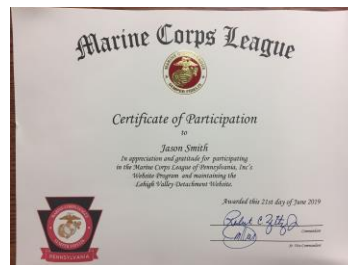 Marine Corps League
Certificate of Participation
to
Jason Smith
In appreciation and gratitude for participating
in the Marine Corps League of Pennsylvania, Inc's
Website Program and maintaining the
Lehigh Valley Detachment Website.
Awarded this 21st day of June 2019
Commandant
PENNSYLVANIA